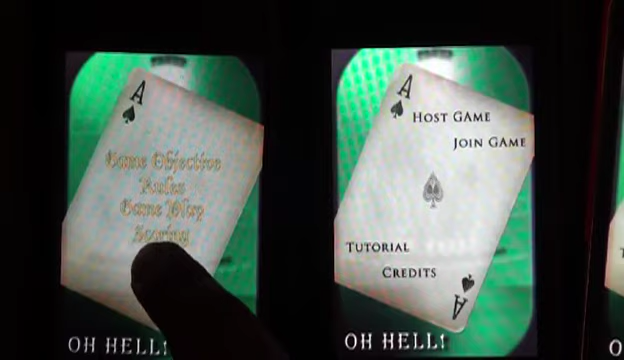 A
Game Objective
Rules
Game Play
Scoring
OH HELL!
A
HOST GAME
JOIN GAME
TUTORIAL
CREDITS
A
OH HELL!
O